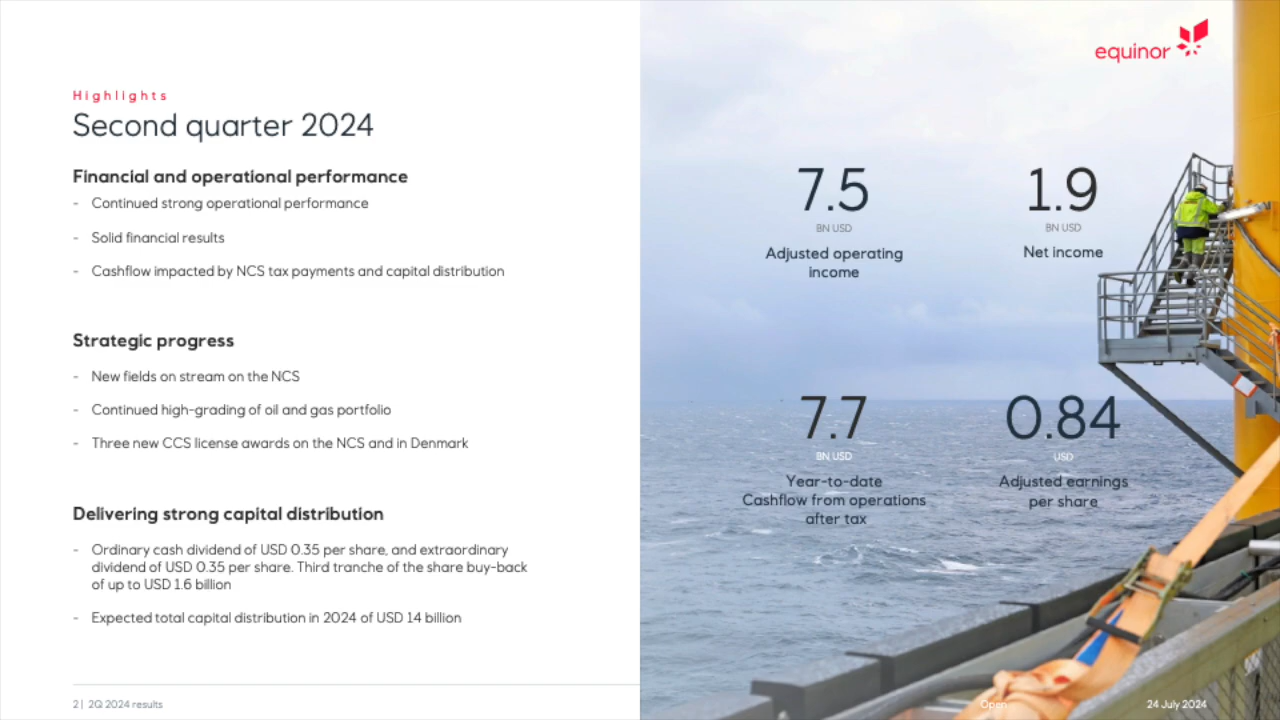 Highlights
Second quarter 2024
Financial and operational performance
- Continued strong operational performance
- Solid financial results
- Cashflow impacted by NCS tax payments and capital distribution
Strategic progress
- New fields on stream on the NCS
- Continued high-grading of oil and gas portfolio
- Three new CCS license awards on the NCS and in Denmark
Delivering strong capital distribution
- Ordinary cash dividend of USD 0.35 per share, and extraordinary
dividend of USD 0.35 per share. Third tranche of the share buy-back
of up to USD 1.6 billion
- Expected total capital distribution in 2024 of USD 14 billion
2 | 2Q 2024 results
equinor
7.5
BN USD
Adjusted operating
income
1.9
BN USD
Net income
7.7
BN USD
Year-to-date
Cashflow from operations
after tax
0.84
USD
Adjusted earnings
per share
Open
24 July 2024